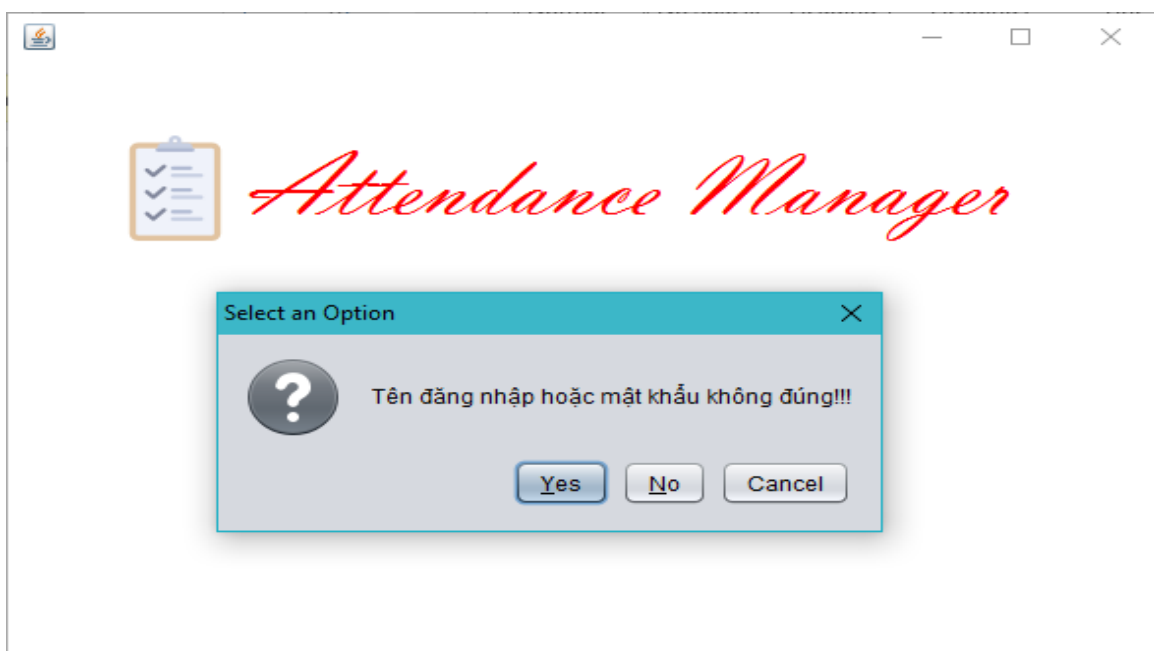 Attendance Manager
Select an Option
Tên đăng nhập hoặc mật khẩu không đúng!!!
Yes No Cancel